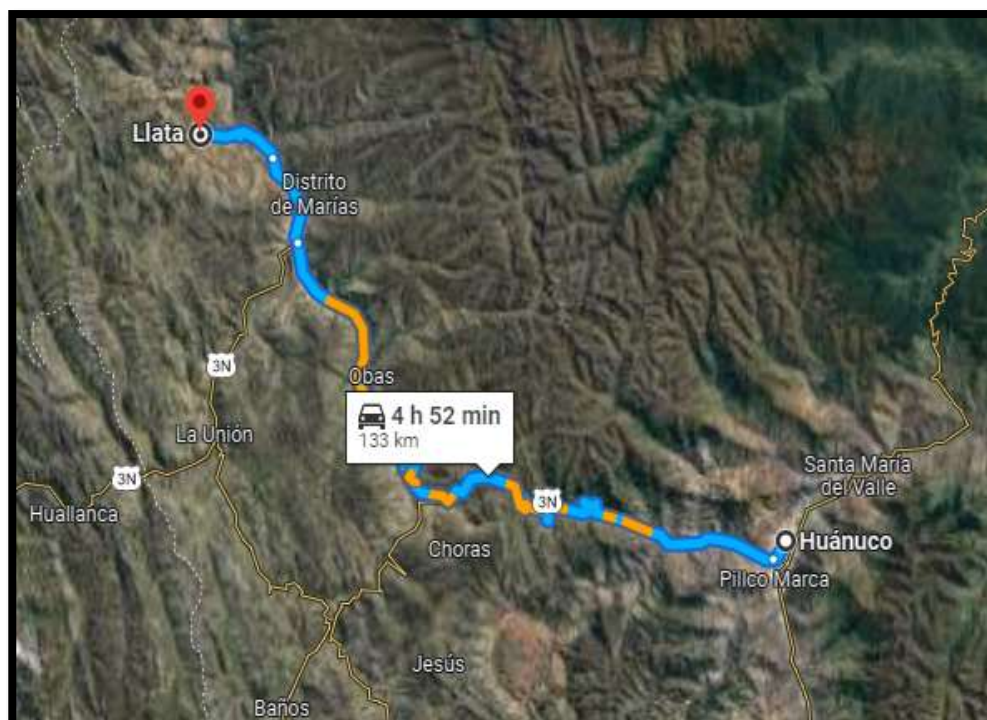 Llata
Distrito
de Marías
3N
Obas
4 h 52 min
133 km
La Unión
3N
Huallanca
Santa María
del Valle
3N
Huánuco
Choras
Pillco Marca
Jesús
Baños